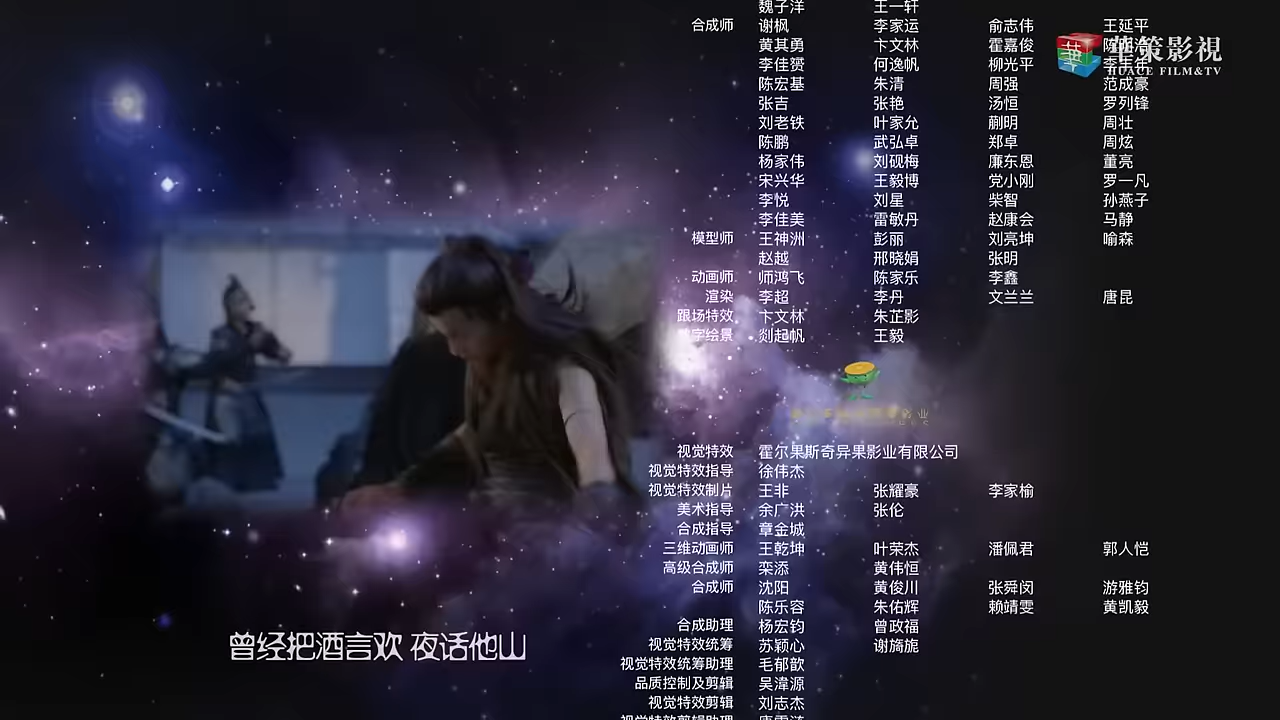 魏子洋 王一轩
合成师 谢枫 李家运 俞志伟 王延平
黄其勇 卞文林 霍嘉俊
華策影視
HUACE FILM&TV
李佳赟 何逸帆 柳光平
陈宏基 朱清 周强 范成豪
张吉 张艳 汤恒 罗列锋
刘老铁 叶家允 蒯明 周壮
陈鹏 武弘卓 郑卓 周炫
杨家伟 刘砚梅 廉东恩 董亮
宋兴华 王毅博 党小刚 罗一凡
李悦 刘星 柴智 孙燕子
李佳美 雷敏丹 赵康会 马静
模型师 王神洲 彭丽 刘亮坤 喻森
赵越 邢晓娟 张明
动画师 师鸿飞 陈家乐 李鑫
渲染 李超 李丹 文兰兰 唐昆
跟场特效 卞文林 朱芷影
数字绘景 剡起帆 王毅
视觉特效 霍尔果斯奇异果影业有限公司
视觉特效指导 徐伟杰
视觉特效制片 王非 张耀豪 李家榆
美术指导 余广洪 张伦
合成指导 章金城
三维动画师 王乾坤 叶荣杰 潘佩君 郭人恺
高级合成师 栾添 黄伟恒
合成师 沈阳 黄俊川 张舜闵 游雅钧
陈乐容 朱佑辉 赖靖雯 黄凯毅
合成助理 杨宏钧 曾政福
视觉特效统筹 苏颖心 谢旖旎
视觉特效统筹助理 毛郁歆
品质控制及剪辑 吴湋源
视觉特效剪辑 刘志杰
视觉特效剪辑助理
曾经把酒言欢 夜话他山